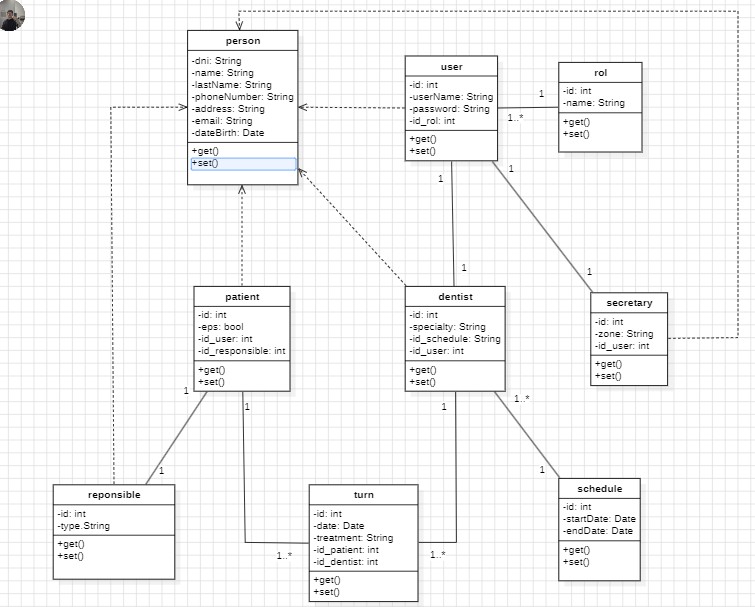 person
-dni: String
-name: String
-lastName: String
-phoneNumber: String
-address: String
-email: String
-dateBirth: Date
+get()
+set()
user
-id: int
-userName: String
-password: String
-id_rol: int
+get()
+set()
1
1..*
rol
-id: int
-name: String
+get()
+set()
1
1
1
1
patient
-id: int
-eps: bool
-id_user: int
-id_responsible: int
+get()
+set()
dentist
-id: int
-specialty: String
-id_schedule: String
-id_user: int
+get()
+set()
secretary
-id: int
-zone: String
-id_user: int
+get()
+set()
1
1
1
1..*
1
1
reponsible
-id: int
-type.String
+get()
+set()
turn
-id: int
-date: Date
-treatment: String
-id_patient: int
-id_dentist: int
+get()
+set()
1..*
1..*
schedule
-id: int
-startDate: Date
-endDate: Date
+get()
+set()